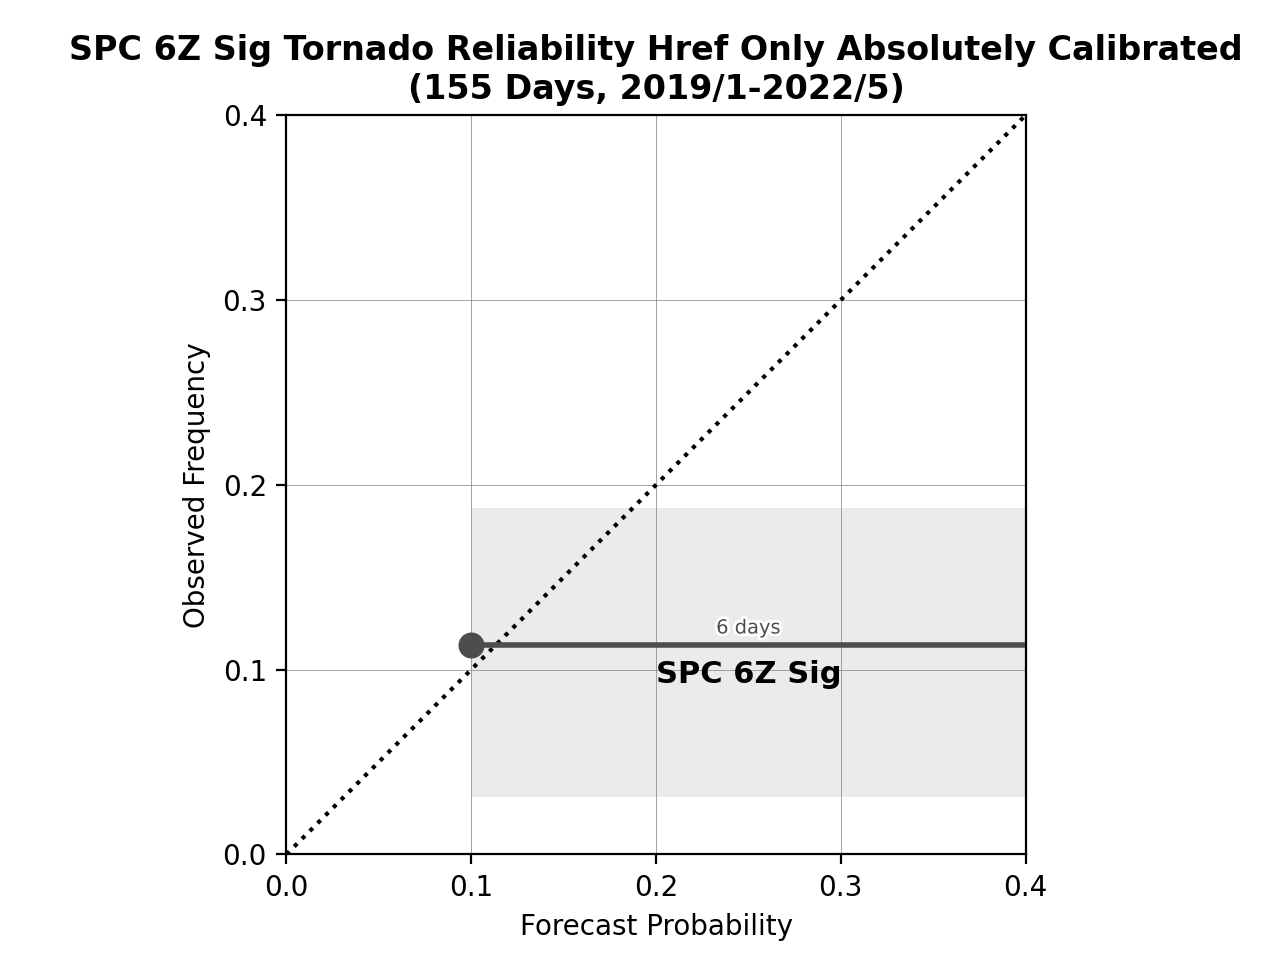 SPC 6Z Sig Tornado Reliability Href Only Absolutely Calibrated
(155 Days, 2019/1-2022/5)
0.4
0.3
0.2
0.1
0.0
Observed Frequency
6 days
SPC 6Z Sig
0.0 0.1 0.2 0.3 0.4
Forecast Probability